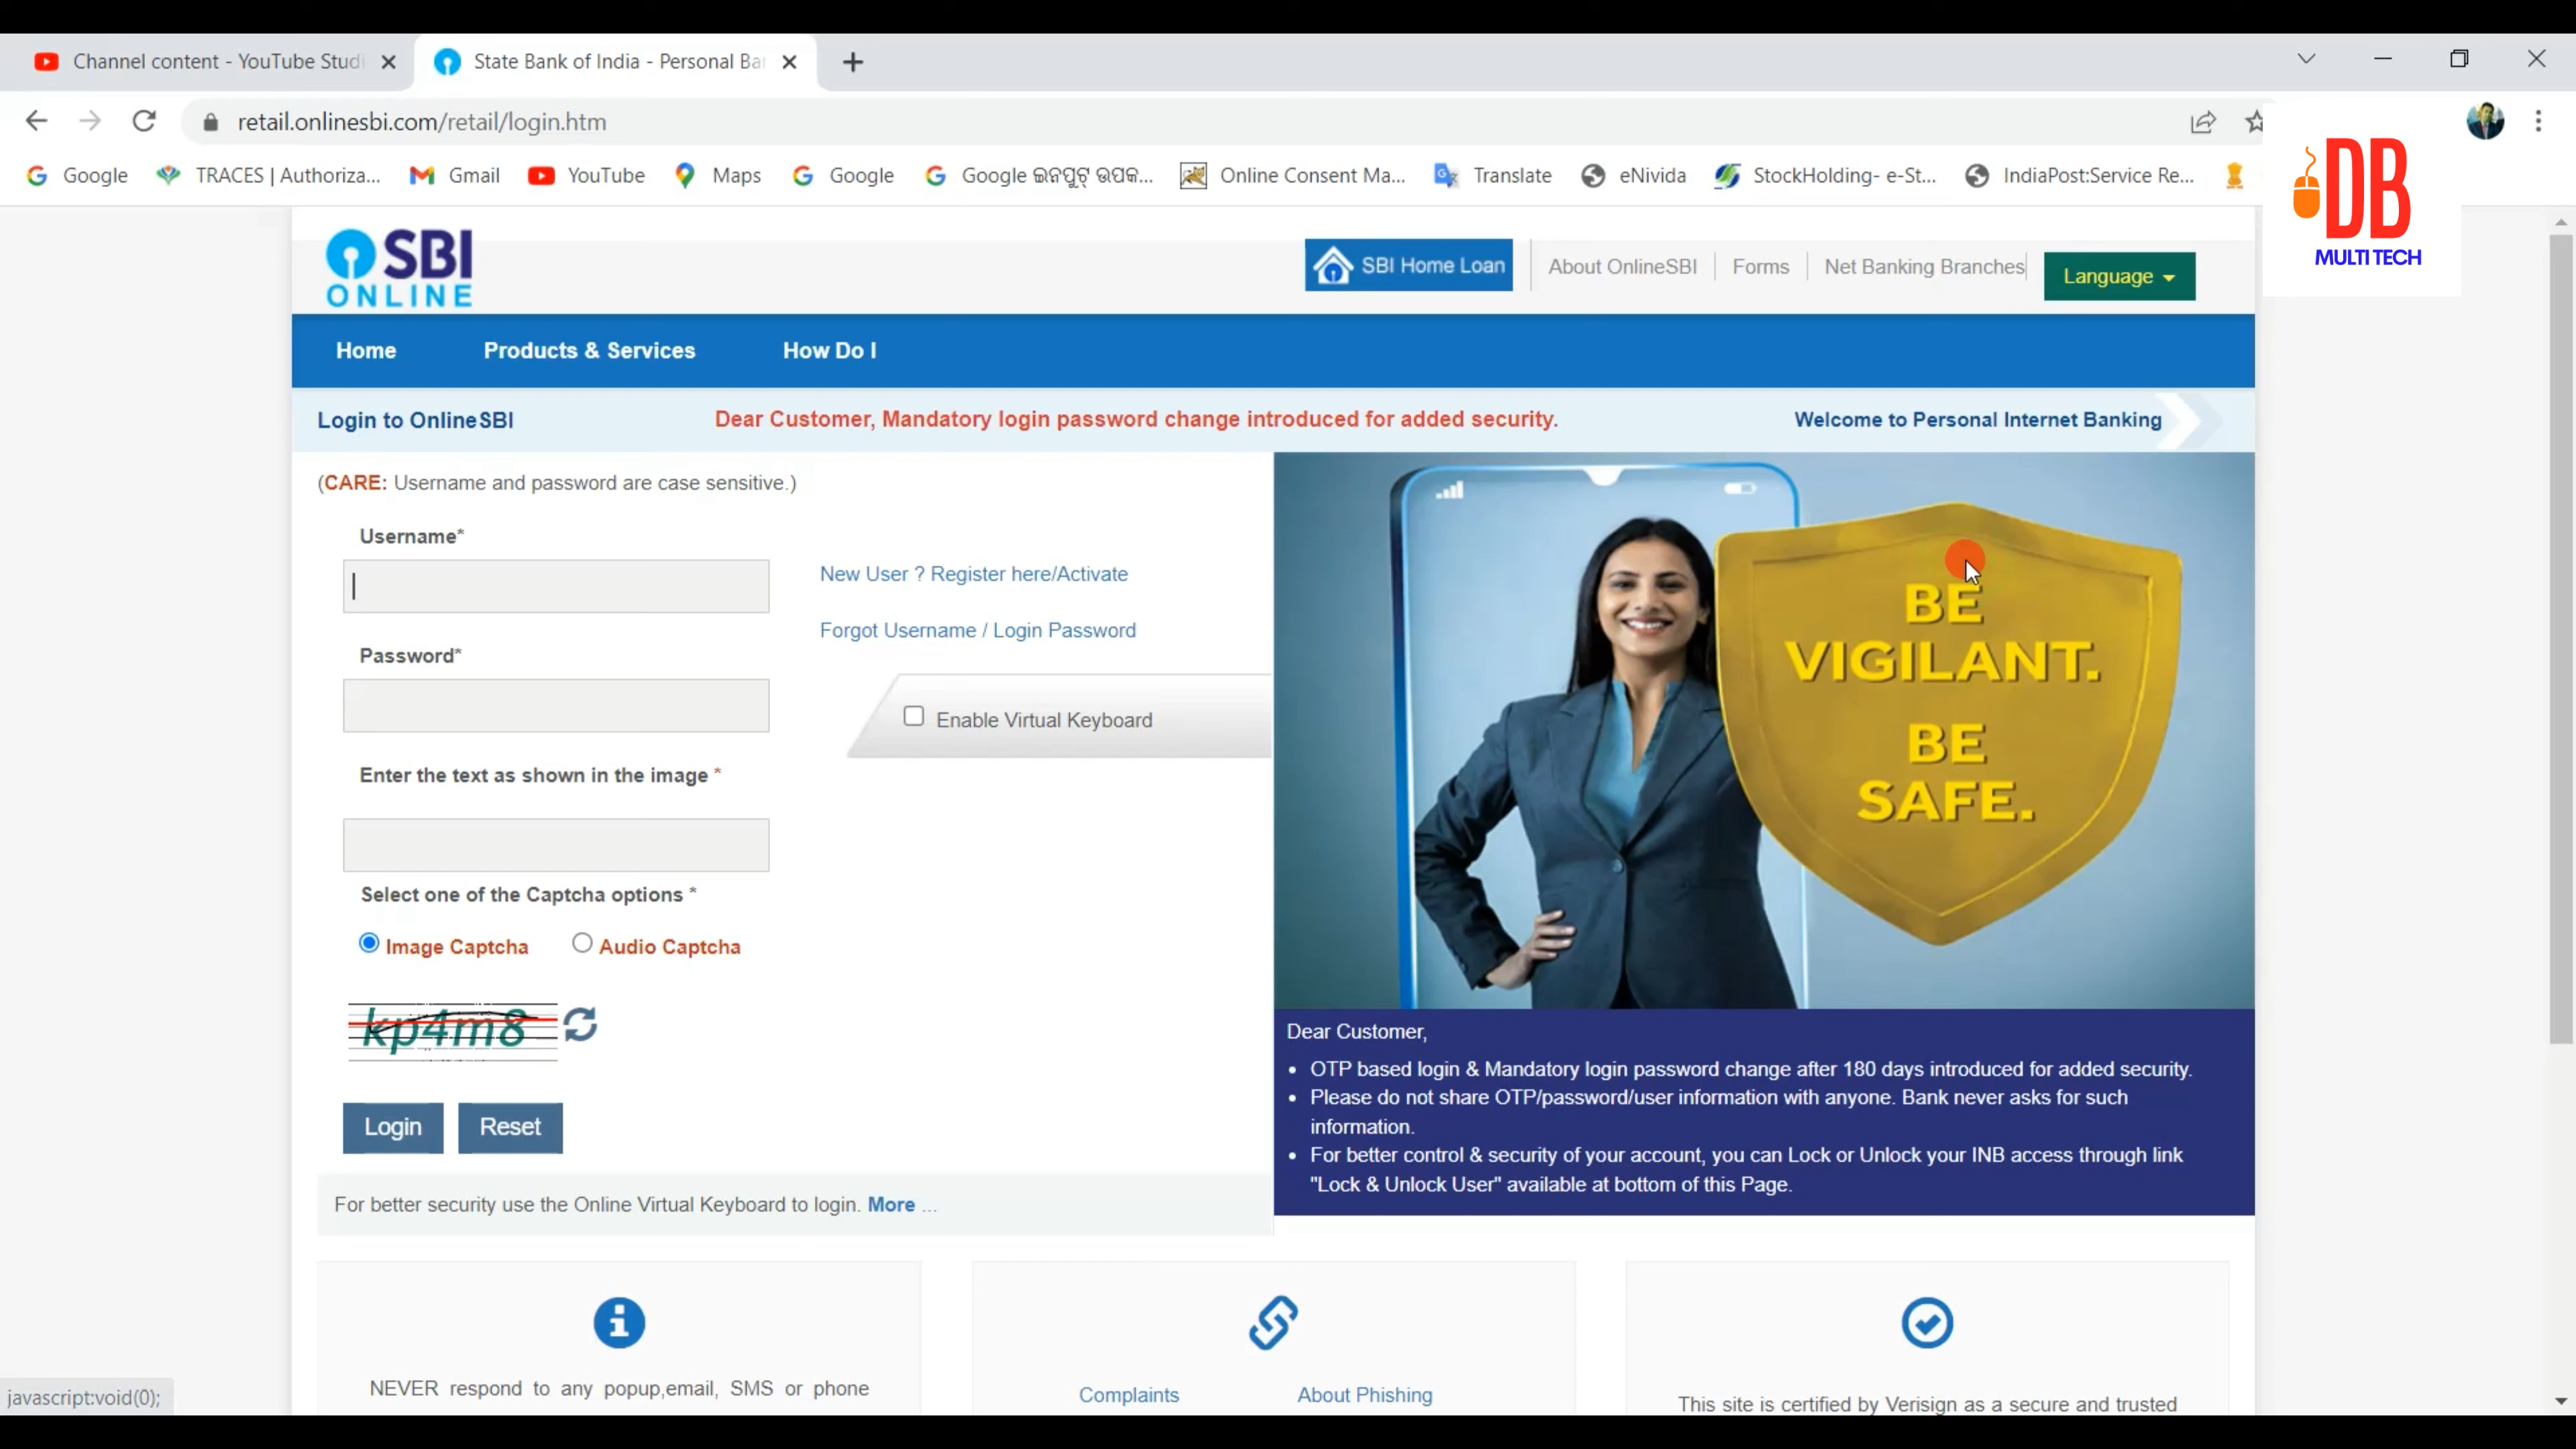 Channel content - YouTube Studi
State Bank of India - Personal Ba
retail.onlinesbi.com/retail/login.htm
Google
TRACES | Authoriza...
Gmail
YouTube
Maps
Google
Google ଇନପୁଟ୍ ଉପକ...
Online Consent Ma...
Translate
eNivida
StockHolding- e-St...
IndiaPost:Service Re...
DB
MULTI TECH
SBI
ONLINE
SBI Home Loan
About OnlineSBI
Forms
Net Banking Branches
Language
Home
Products & Services
How Do I
Login to OnlineSBI
Dear Customer, Mandatory login password change introduced for added security.
Welcome to Personal Internet Banking
(CARE: Username and password are case sensitive.)
Username*
New User ? Register here/Activate
Forgot Username / Login Password
Password*
Enable Virtual Keyboard
Enter the text as shown in the image *
Select one of the Captcha options *
Image Captcha
Audio Captcha
kp4m8
Login
Reset
For better security use the Online Virtual Keyboard to login. More ...
BE
VIGILANT.
BE
SAFE.
Dear Customer,
• OTP based login & Mandatory login password change after 180 days introduced for added security.
• Please do not share OTP/password/user information with anyone. Bank never asks for such
information.
• For better control & security of your account, you can Lock or Unlock your INB access through link
"Lock & Unlock User" available at bottom of this Page.
NEVER respond to any popup,email, SMS or phone
Complaints
About Phishing
This site is certified by Verisign as a secure and trusted
javascript:void(0);